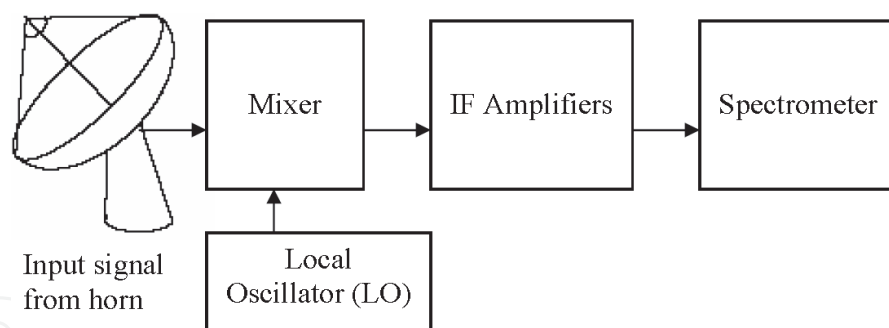 Mixer
IF Amplifiers
Spectrometer
Input signal
from horn
Local
Oscillator (LO)